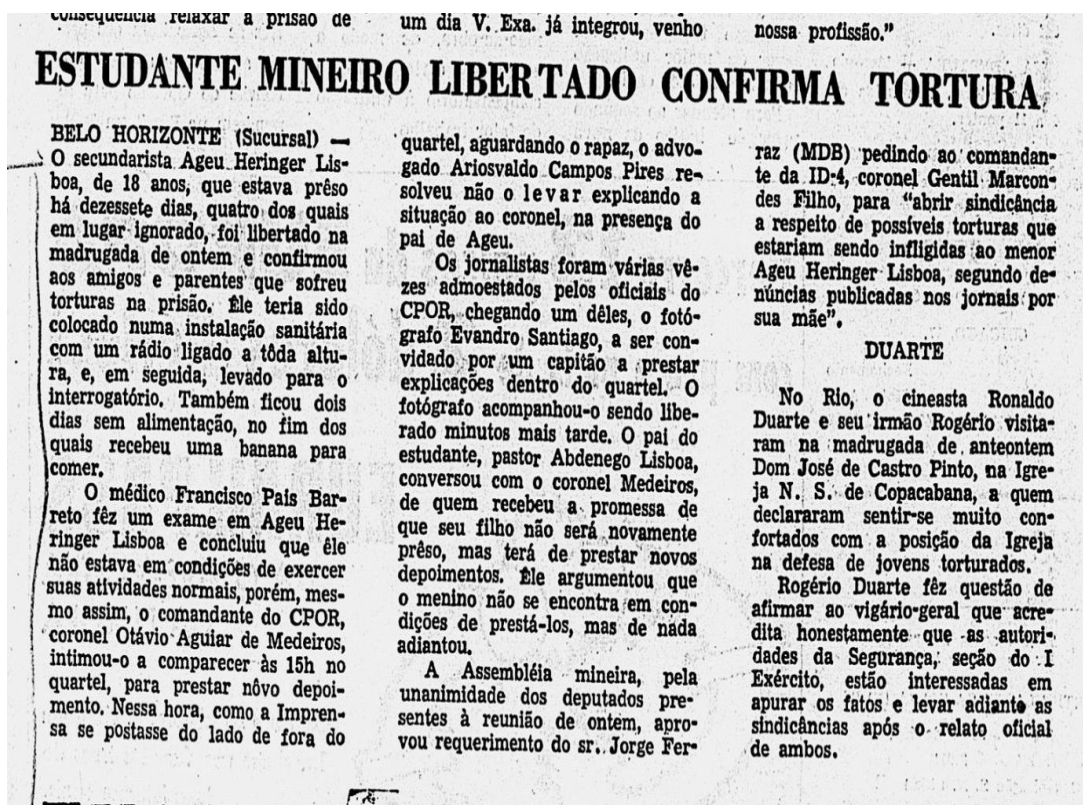 consequência relaxar a prisão de
um dia V. Exa. já integrou, venho
nossa profissão."
ESTUDANTE MINEIRO LIBERTADO CONFIRMA TORTURA
BELO HORIZONTE (Sucursal) —
O secundarista Ageu Heringer Lis-
boa, de 18 anos, que estava prêso
há dezessete dias, quatro dos quais
em lugar ignorado, foi libertado na
madrugada de ontem e confirmou
aos amigos e parentes que sofreu
torturas na prisão. Êle teria sido
colocado numa instalação sanitária
com um rádio ligado a tôda altu-
ra, e, em seguida, levado para o
interrogatório. Também ficou dois
dias sem alimentação, no fim dos
quais recebeu uma banana para
comer.
O médico Francisco Pais Bar-
reto fêz um exame em Ageu He-
ringer Lisboa e concluiu que êle
não estava em condições de exercer
suas atividades normais, porém, mes-
mo assim, o comandante do CPOR,
coronel Otávio Aguiar de Medeiros,
intimou-o a comparecer às 15h no
quartel, para prestar nôvo depoi-
mento. Nessa hora, como a Impren-
sa se postasse do lado de fora do
quartel, aguardando o rapaz, o advo-
gado Ariosvaldo Campos Pires re-
solveu não o levar explicando a
situação ao coronel, na presença do
pai de Ageu.
Os jornalistas foram várias vê-
zes admoestados pelos oficiais do
CPOR, chegando um dêles, o fotó-
grafo Evandro Santiago, a ser con-
vidado por um capitão a prestar
explicações dentro do quartel. O
fotógrafo acompanhou-o sendo libe-
rado minutos mais tarde. O pai do
estudante, pastor Abdenego Lisboa,
conversou com o coronel Medeiros,
de quem recebeu a promessa de
que seu filho não será novamente
prêso, mas terá de prestar novos
depoimentos. Êle argumentou que
o menino não se encontra em con-
dições de prestá-los, mas de nada
adiantou.
A Assembléia mineira, pela
unanimidade dos deputados pre-
sentes à reunião de ontem, apro-
vou requerimento do sr. Jorge Fer-
raz (MDB) pedindo ao comandan-
te da ID-4, coronel Gentil Marcon-
des Filho, para "abrir sindicância
a respeito de possíveis torturas que
estariam sendo infligidas ao menor
Ageu Heringer Lisboa, segundo de-
núncias publicadas nos jornais por
sua mãe".
DUARTE
No Rio, o cineasta Ronaldo
Duarte e seu irmão Rogério visita-
ram na madrugada de anteontem
Dom José de Castro Pinto, na Igre-
ja N. S. de Copacabana, a quem
declararam sentir-se muito con-
fortados com a posição da Igreja
na defesa de jovens torturados.
Rogério Duarte fêz questão de
afirmar ao vigário-geral que acre-
dita honestamente que as autori-
dades da Segurança, seção do I
Exército, estão interessadas em
apurar os fatos e levar adiante as
sindicâncias após o relato oficial
de ambos.